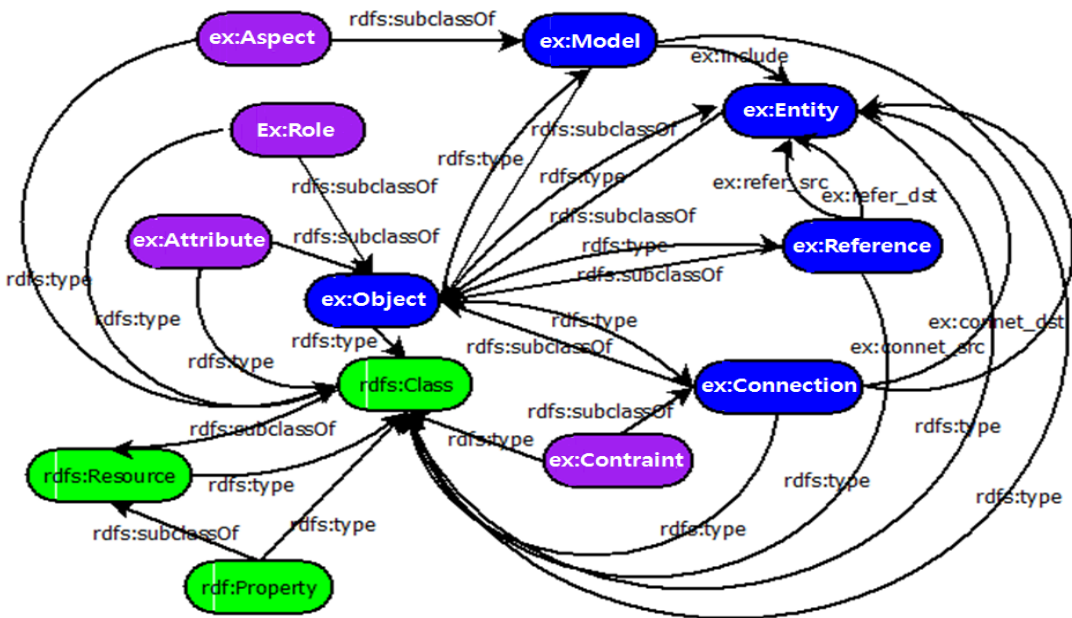 rdfs:subclassOf
ex:Aspect
ex:Model
ex:include
ex:Entity
Ex:Role
rdfs:subclassOf
rdfs:type
rdfs:type
rdfs:subclassOf
ex:refer_src
ex:refer_dst
rdfs:subclassOf
ex:Attribute
rdfs:subclassOf
rdfs:type
ex:Reference
rdfs:subclassOf
rdfs:type
ex:Object
rdfs:type
rdfs:type
ex:connet_dst
rdfs:type
rdfs:subclassOf
ex:connet_src
rdfs:Class
ex:Connection
rdfs:subclassOf
rdfs:subclassOf
rdfs:type
rdfs:type
ex:Contraint
rdfs:Resource
rdfs:type
rdfs:type
rdfs:type
rdfs:type
rdfs:subclassOf
rdfs:type
rdf:Property